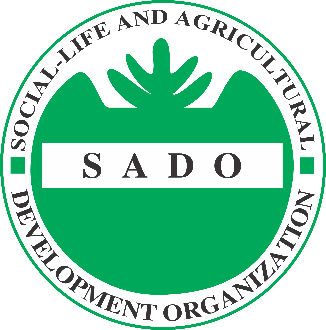 SOCIAL-LIFE AND AGRICULTURAL
SADO
DEVELOPMENT ORGANIZATION